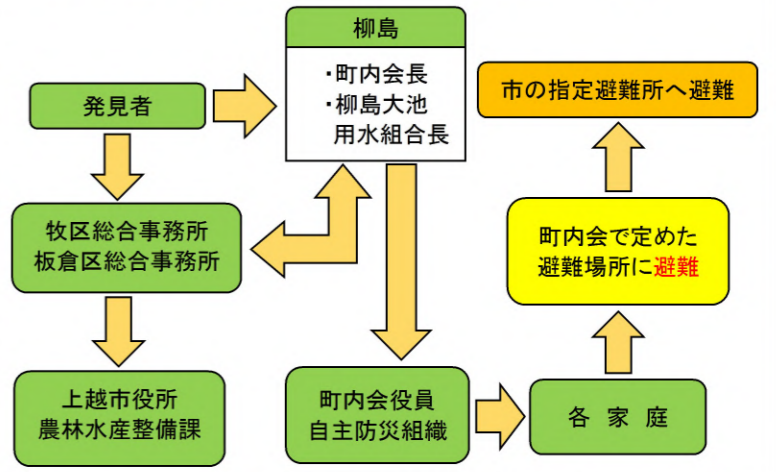 柳島
・町内会長
・柳島大池
用水組合長
発見者
市の指定避難所へ避難
牧区総合事務所
板倉区総合事務所
町内会で定めた
避難場所に避難
上越市役所
農林水産整備課
町内会役員
自主防災組織
各 家 庭